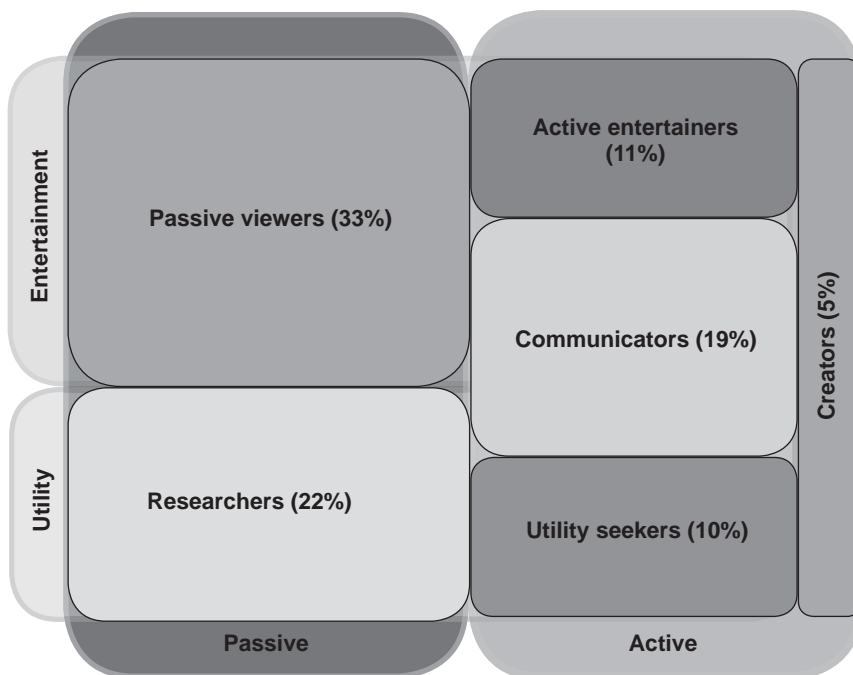 Entertainment
Passive viewers (33%)
Active entertainers
(11%)
Communicators (19%)
Creators (5%)
Utility
Researchers (22%)
Utility seekers (10%)
Passive
Active